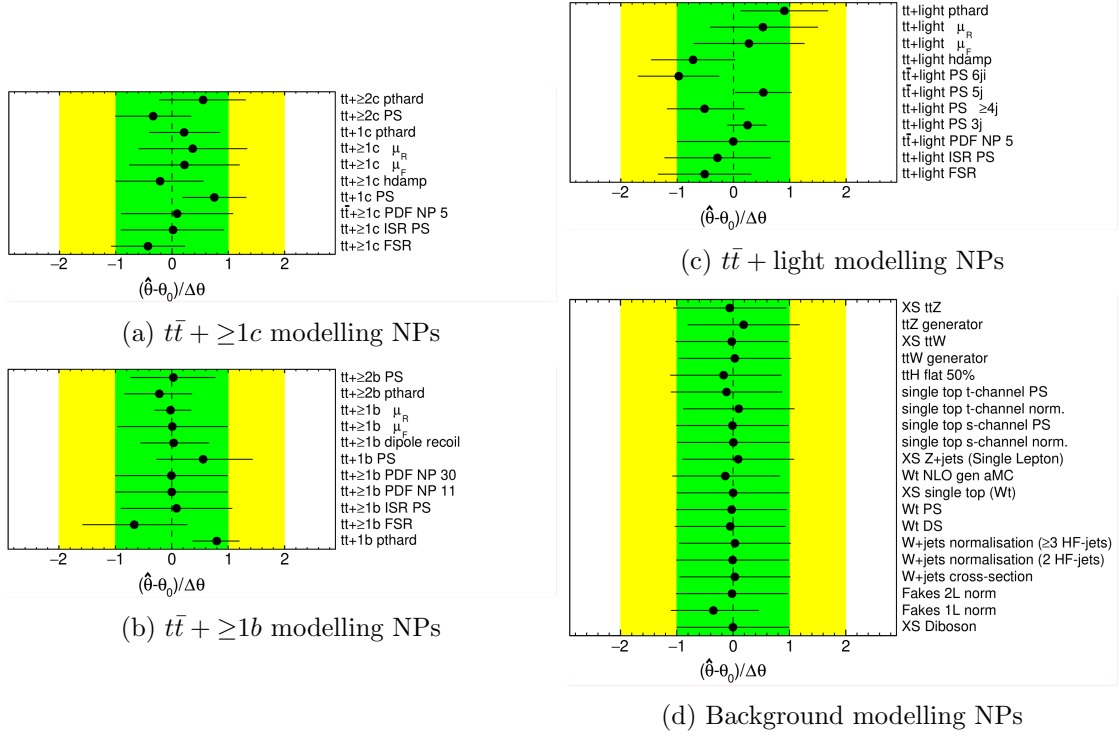 tt+≥2c pthard
tt+≥2c PS
tt+1c pthard
tt+≥1c μ_R
tt+≥1c μ_F
tt+≥1c hdamp
tt+1c PS
tt̄+≥1c PDF NP 5
tt+≥1c ISR PS
tt+≥1c FSR
−2 −1 0 1 2
(θ̂-θ_0)/Δθ
(a) tt̄ + ≥1c modelling NPs
tt+≥2b PS
tt+≥2b pthard
tt+≥1b μ_R
tt+≥1b μ_F
tt+≥1b dipole recoil
tt+1b PS
tt+≥1b PDF NP 30
tt+≥1b PDF NP 11
tt+≥1b ISR PS
tt+≥1b FSR
tt+1b pthard
−2 −1 0 1 2
(θ̂-θ_0)/Δθ
(b) tt̄ + ≥1b modelling NPs
tt+light pthard
tt+light μ_R
tt+light μ_F
tt+light hdamp
tt̄+light PS 6ji
tt̄+light PS 5j
tt+light PS ≥4j
tt+light PS 3j
tt̄+light PDF NP 5
tt+light ISR PS
tt+light FSR
−2 −1 0 1 2
(θ̂-θ_0)/Δθ
(c) tt̄ + light modelling NPs
XS ttZ
ttZ generator
XS ttW
ttW generator
ttH flat 50%
single top t-channel PS
single top t-channel norm.
single top s-channel PS
single top s-channel norm.
XS Z+jets (Single Lepton)
Wt NLO gen aMC
XS single top (Wt)
Wt PS
Wt DS
W+jets normalisation (≥3 HF-jets)
W+jets normalisation (2 HF-jets)
W+jets cross-section
Fakes 2L norm
Fakes 1L norm
XS Diboson
−2 −1 0 1 2
(θ̂-θ_0)/Δθ
(d) Background modelling NPs